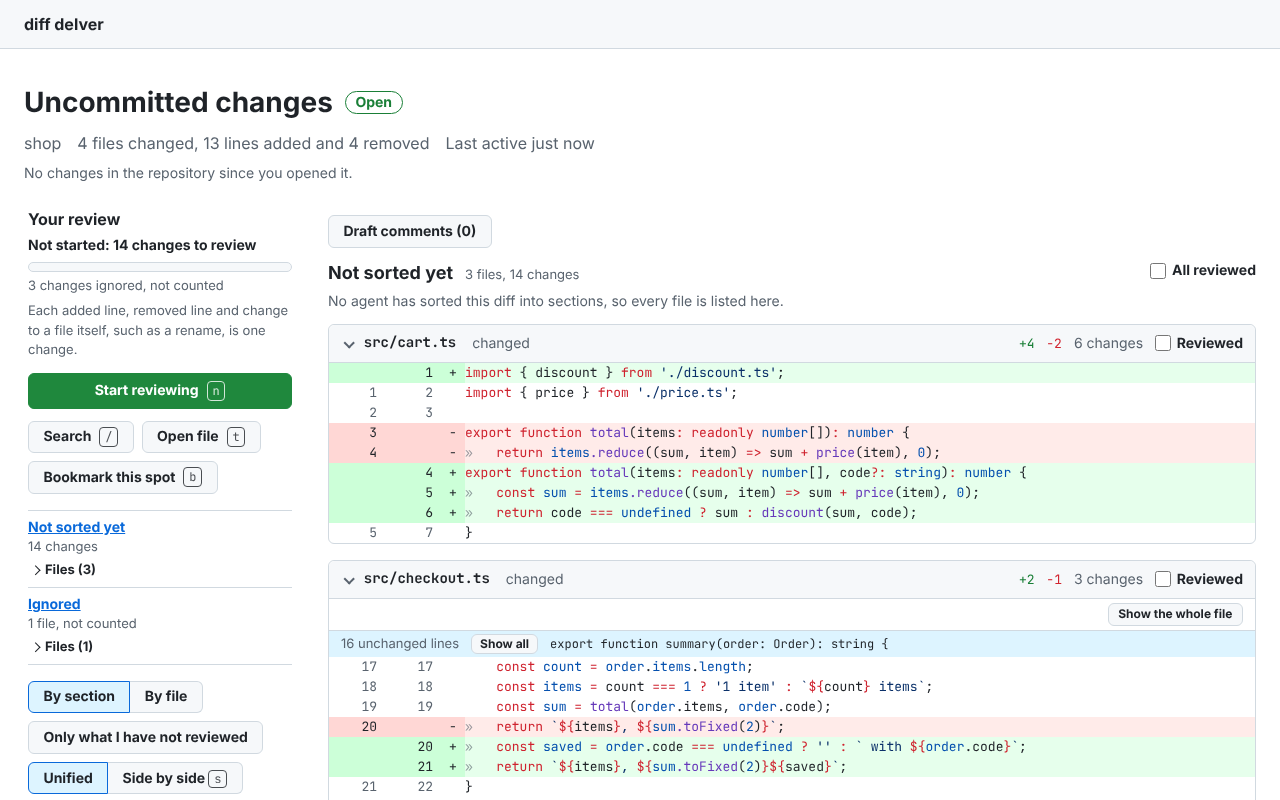 diff delver
Uncommitted changes Open
shop 4 files changed, 13 lines added and 4 removed Last active just now
No changes in the repository since you opened it.
Your review
Not started: 14 changes to review
3 changes ignored, not counted
Each added line, removed line and change
to a file itself, such as a rename, is one
change.
Start reviewing n
Search / Open file t
Bookmark this spot b
Not sorted yet
14 changes
Files (3)
Ignored
1 file, not counted
Files (1)
By section By file
Only what I have not reviewed
Unified Side by side s
Draft comments (0)
Not sorted yet 3 files, 14 changes All reviewed
No agent has sorted this diff into sections, so every file is listed here.
src/cart.ts changed +4 -2 6 changes Reviewed
1 + import { discount } from './discount.ts';
1 2 import { price } from './price.ts';
2 3
3 - export function total(items: readonly number[]): number {
4 - » return items.reduce((sum, item) => sum + price(item), 0);
4 + export function total(items: readonly number[], code?: string): number {
5 + » const sum = items.reduce((sum, item) => sum + price(item), 0);
6 + » return code === undefined ? sum : discount(sum, code);
5 7 }
src/checkout.ts changed +2 -1 3 changes Reviewed
Show the whole file
16 unchanged lines Show all export function summary(order: Order): string {
17 17 const count = order.items.length;
18 18 const items = count === 1 ? '1 item' : `${count} items`;
19 19 const sum = total(order.items, order.code);
20 - » return `${items}, ${sum.toFixed(2)}`;
20 + » const saved = order.code === undefined ? '' : ` with ${order.code}`;
21 + » return `${items}, ${sum.toFixed(2)}${saved}`;
21 22 }